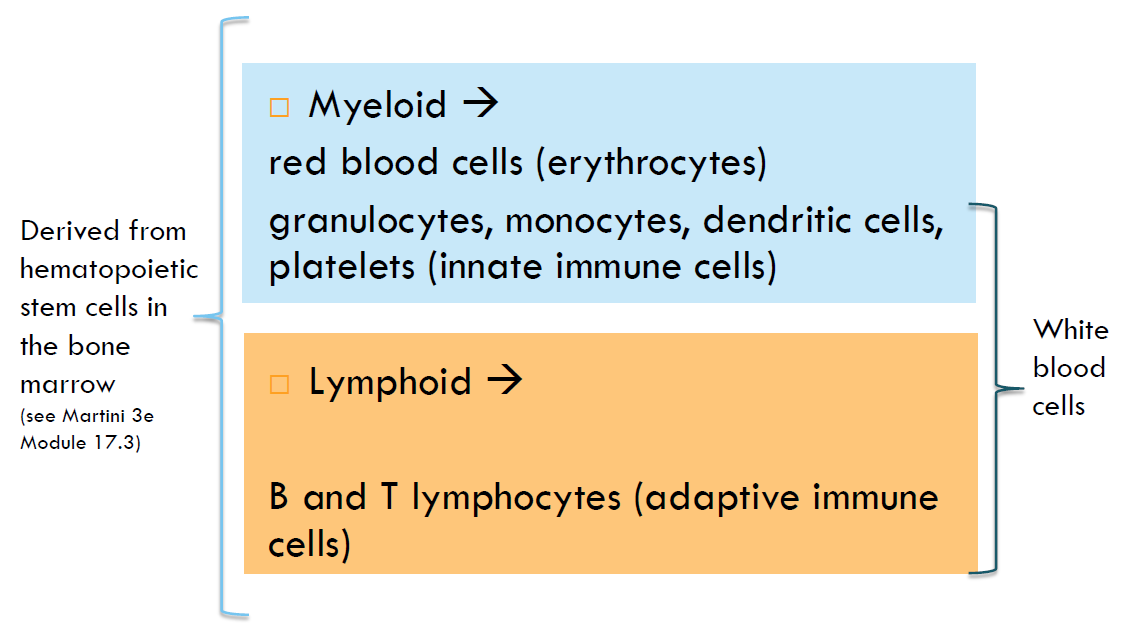 Derived from
hematopoietic
stem cells in
the bone
marrow
(see Martini 3e
Module 17.3)
□ Myeloid →
red blood cells (erythrocytes)
granulocytes, monocytes, dendritic cells,
platelets (innate immune cells)
□ Lymphoid →
B and T lymphocytes (adaptive immune
cells)
White
blood
cells